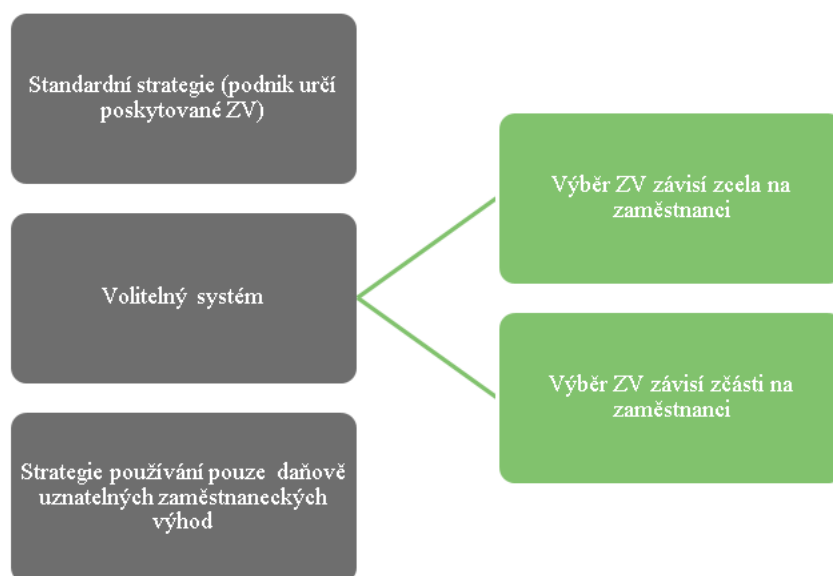 Standardní strategie (podnik určí
poskytované ZV)
Volitelný systém
Strategie používání pouze daňově
uznatelných zaměstnaneckých
výhod
Výběr ZV závisí zcela na
zaměstnanci
Výběr ZV závisí zčásti na
zaměstnanci